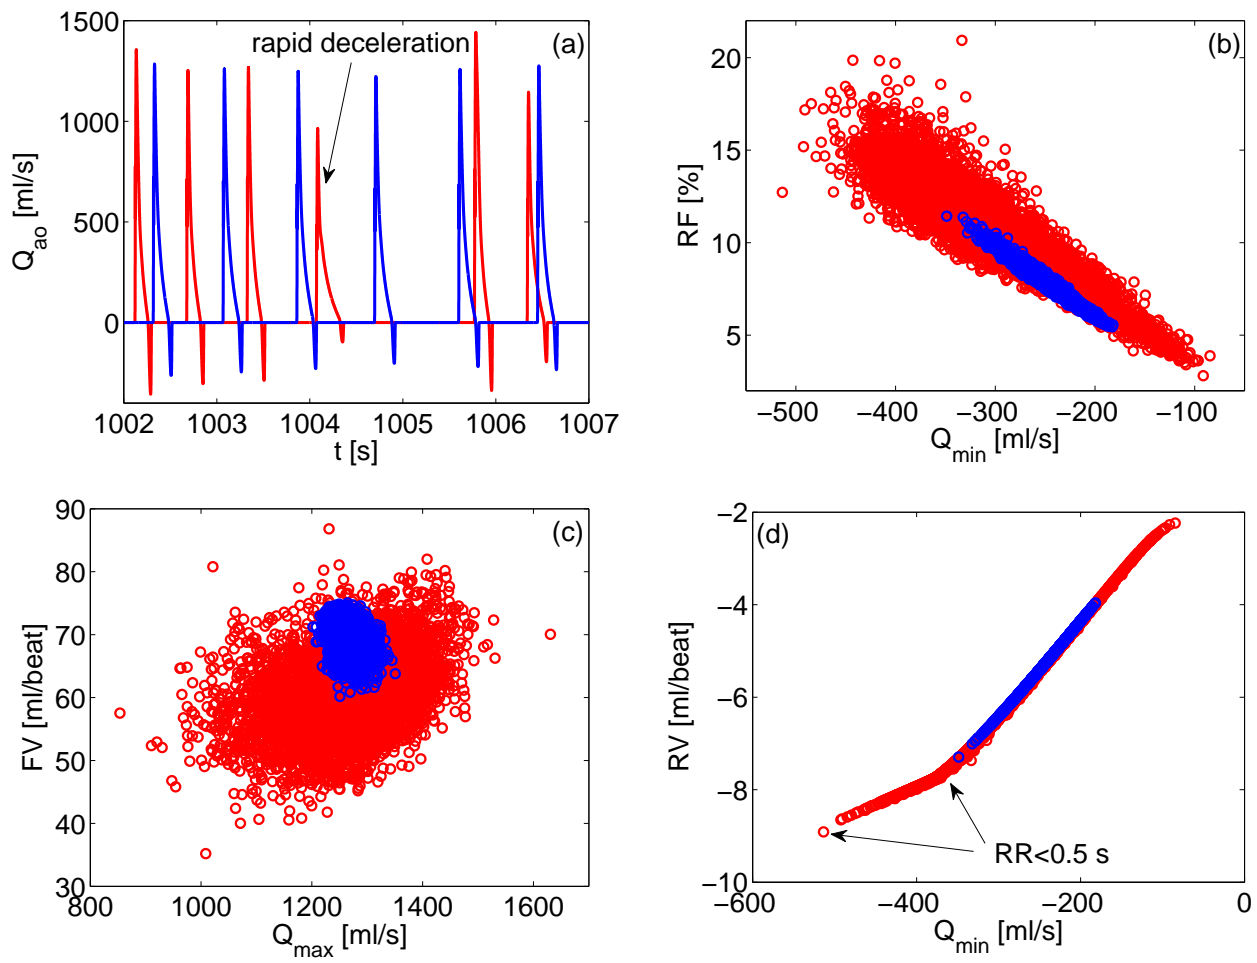 1500
1000
500
0
Q_ao [ml/s]
rapid deceleration
(a)
1002 1003 1004 1005 1006 1007
t [s]
20
15
10
5
RF [%]
(b)
−500 −400 −300 −200 −100
Q_min [ml/s]
90
80
70
60
50
40
30
FV [ml/beat]
(c)
800 1000 1200 1400 1600
Q_max [ml/s]
−2
−4
−6
−8
−10
RV [ml/beat]
(d)
RR<0.5 s
−600 −400 −200 0
Q_min [ml/s]